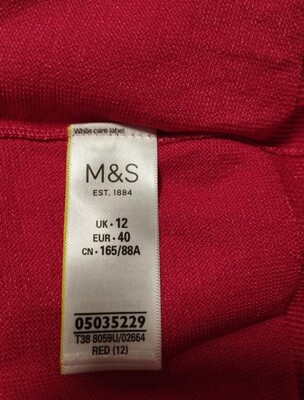 White care label
M&S
EST. 1884
UK • 12
EUR • 40
CN • 165/88A
05035229
T38 8059U/02664
RED (12)